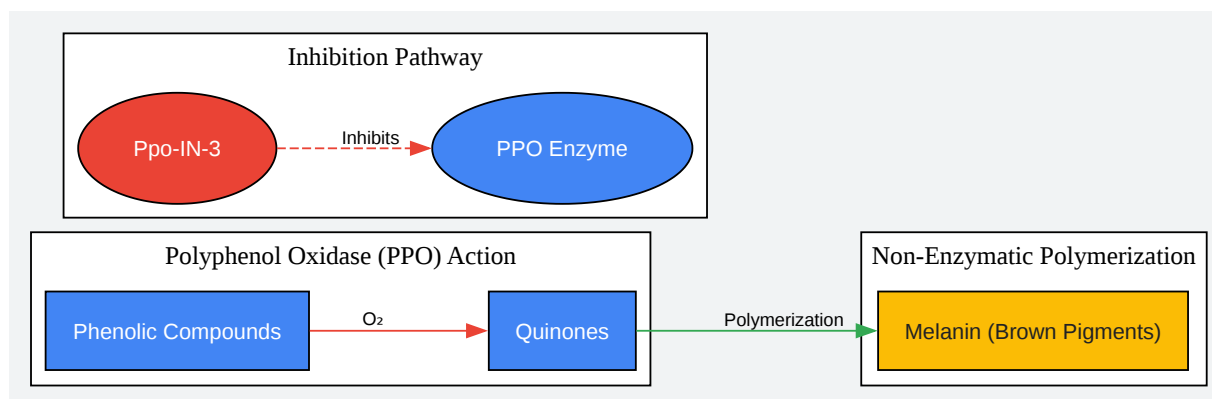 Inhibition Pathway
Ppo-IN-3
Inhibits
PPO Enzyme
Polyphenol Oxidase (PPO) Action
Phenolic Compounds
O₂
Quinones
Polymerization
Non-Enzymatic Polymerization
Melanin (Brown Pigments)